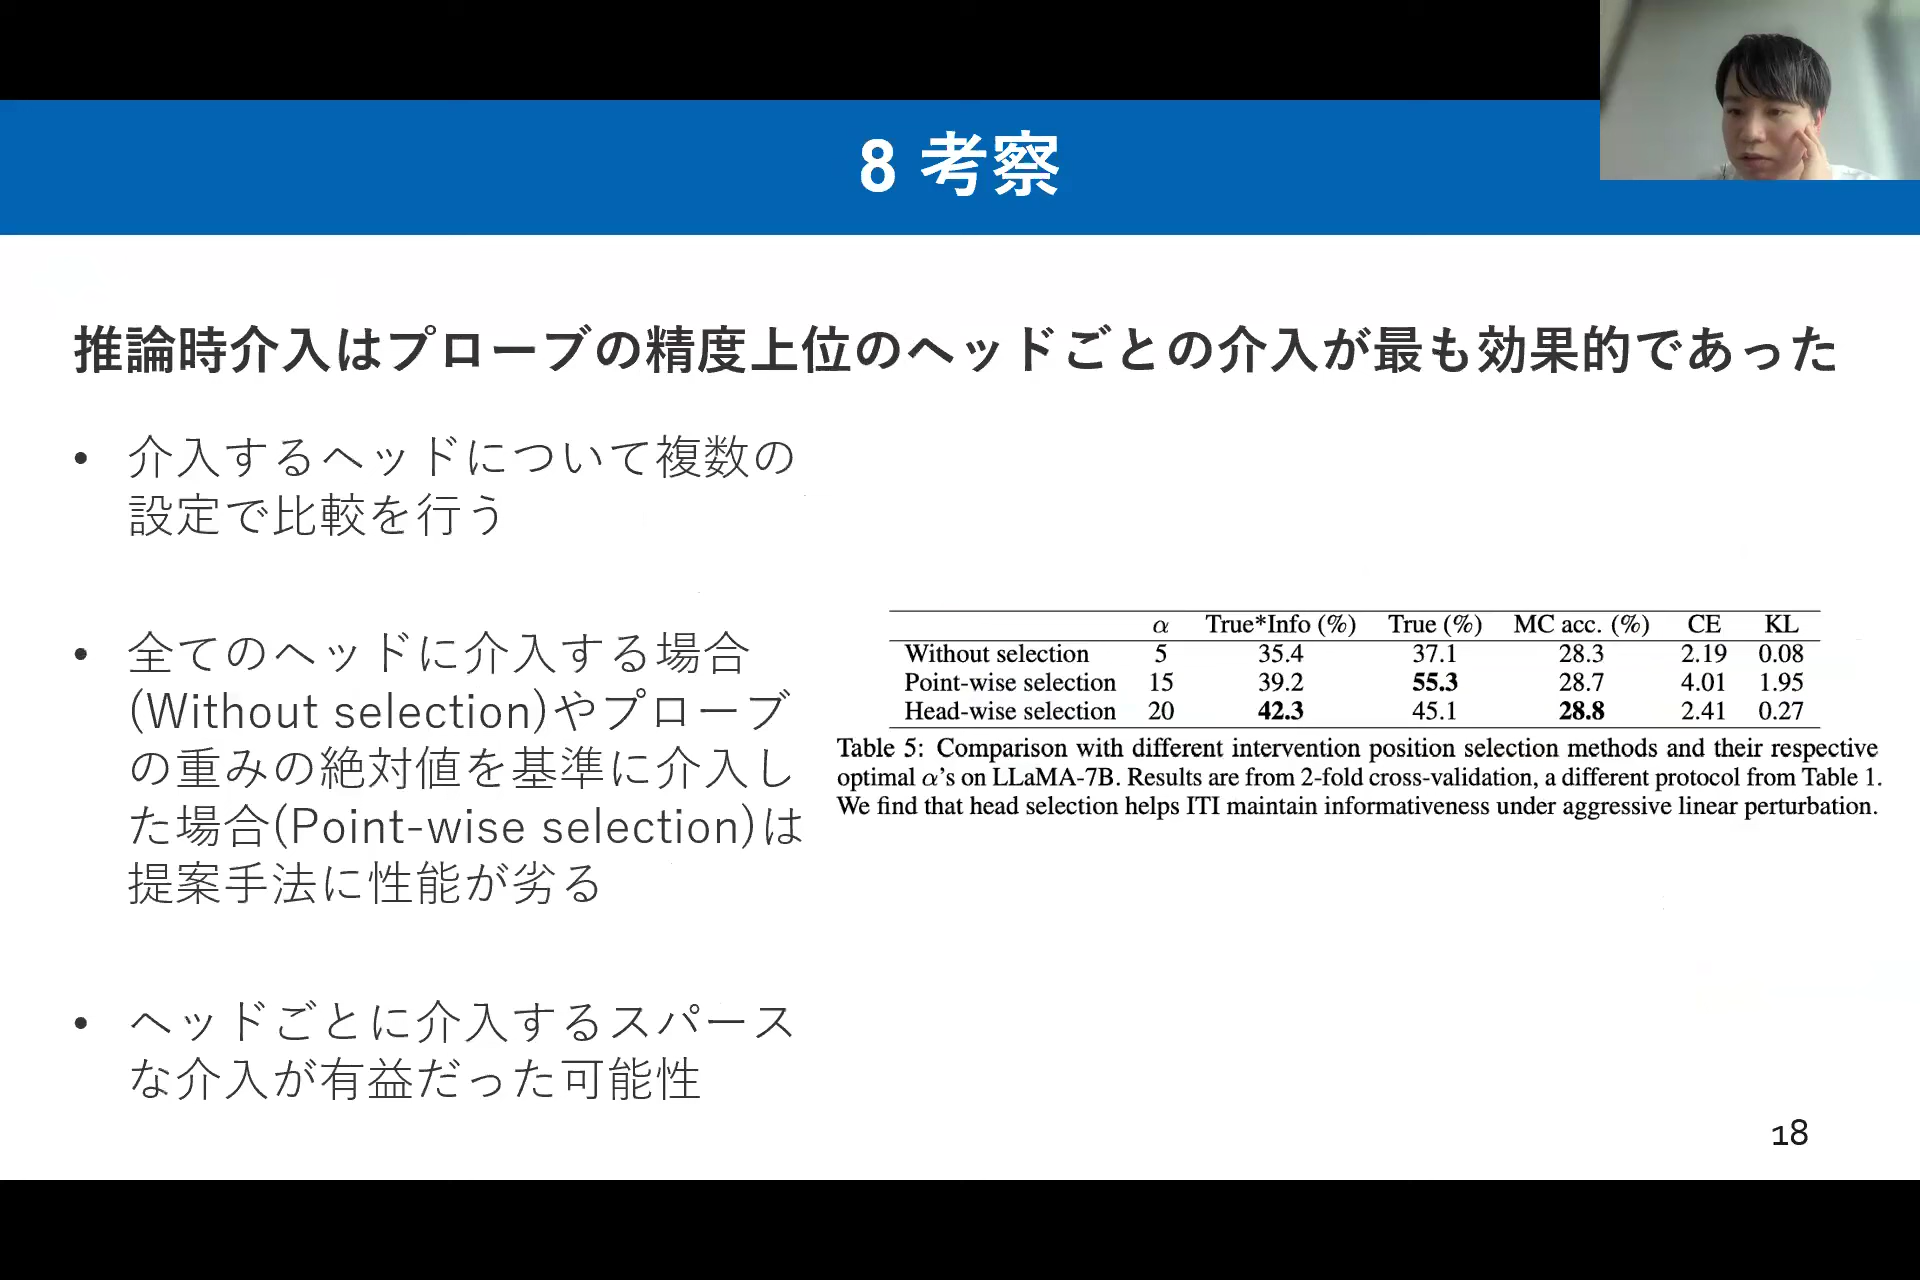 8 考察
推論時介入はプローブの精度上位のヘッドごとの介入が最も効果的であった
• 介入するヘッドについて複数の
設定で比較を行う
• 全てのヘッドに介入する場合
(Without selection)やプローブ
の重みの絶対値を基準に介入し
た場合(Point-wise selection)は
提案手法に性能が劣る
• ヘッドごとに介入するスパース
な介入が有益だった可能性
α True*Info (%) True (%) MC acc. (%) CE KL
Without selection 5 35.4 37.1 28.3 2.19 0.08
Point-wise selection 15 39.2 55.3 28.7 4.01 1.95
Head-wise selection 20 42.3 45.1 28.8 2.41 0.27
Table 5: Comparison with different intervention position selection methods and their respective
optimal α's on LLaMA-7B. Results are from 2-fold cross-validation, a different protocol from Table 1.
We find that head selection helps ITI maintain informativeness under aggressive linear perturbation.
18